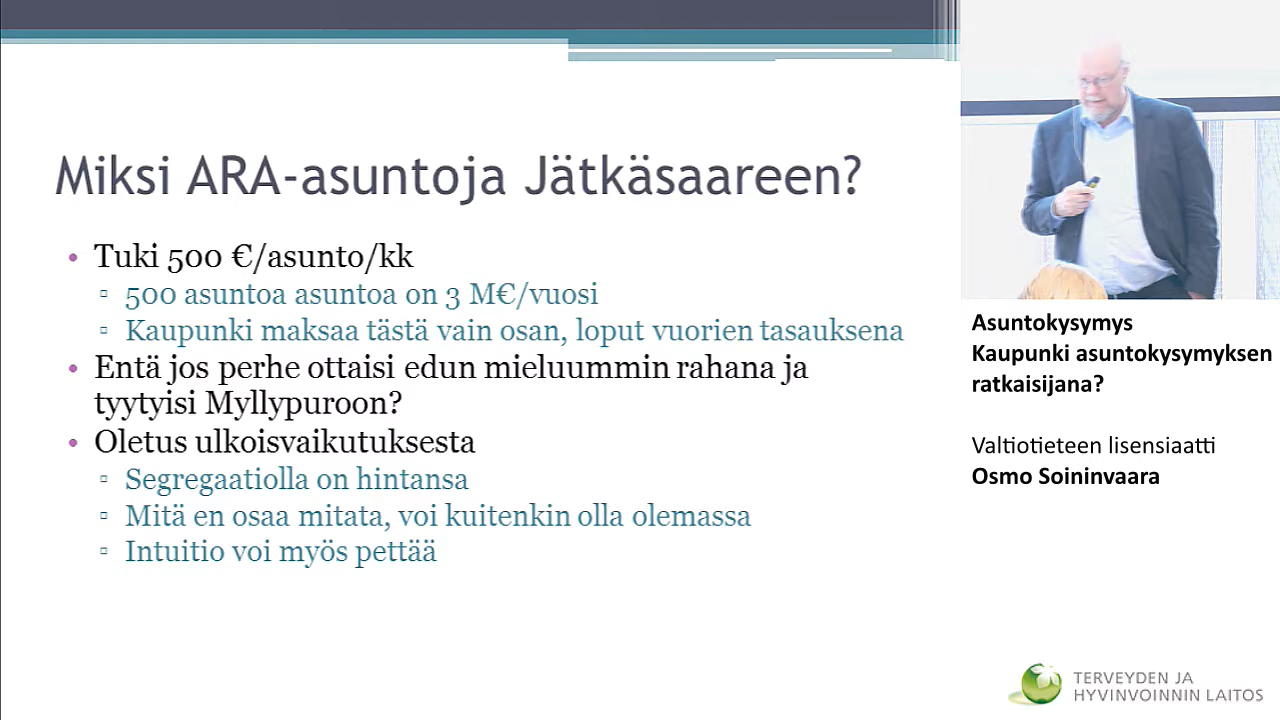 Miksi ARA-asuntoja Jätkäsaareen?
• Tuki 500 €/asunto/kk
▫ 500 asuntoa asuntoa on 3 M€/vuosi
▫ Kaupunki maksaa tästä vain osan, loput vuorien tasauksena
• Entä jos perhe ottaisi edun mieluummin rahana ja
tyytyisi Myllypuroon?
• Oletus ulkoisvaikutuksesta
▫ Segregaatiolla on hintansa
▫ Mitä en osaa mitata, voi kuitenkin olla olemassa
▫ Intuitio voi myös pettää
Asuntokysymys
Kaupunki asuntokysymyksen
ratkaisijana?
Valtiotieteen lisensiaatti
Osmo Soininvaara
TERVEYDEN JA
HYVINVOINNIN LAITOS